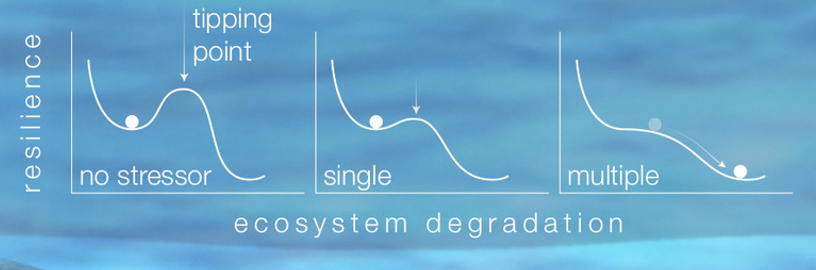 tipping
point
resilience
no stressor
single
multiple
ecosystem degradation